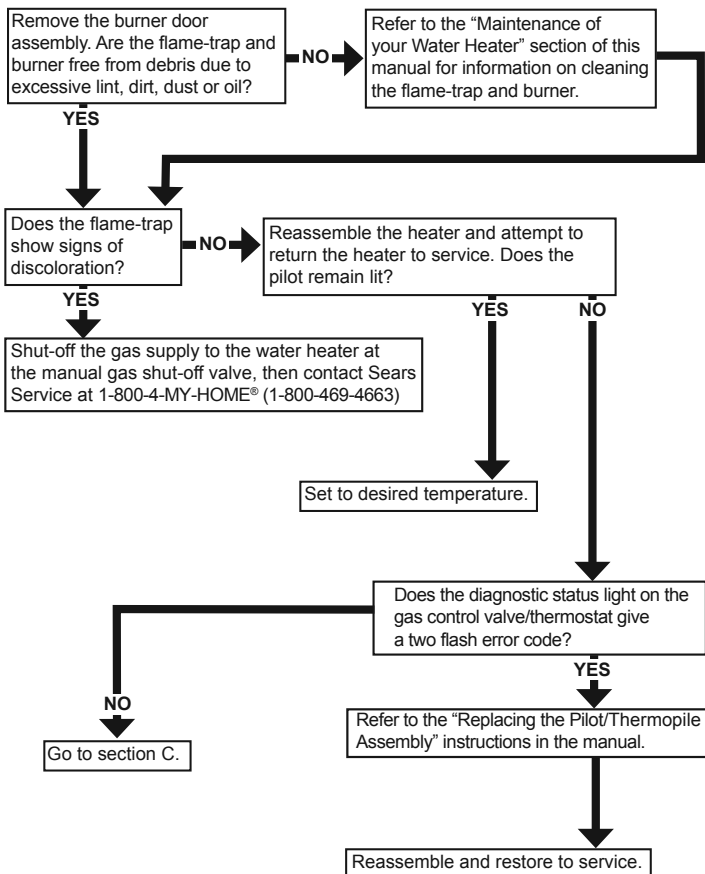 Remove the burner door
assembly. Are the flame-trap and
burner free from debris due to
excessive lint, dirt, dust or oil?
NO
Refer to the “Maintenance of
your Water Heater” section of this
manual for information on cleaning
the flame-trap and burner.
YES
Does the flame-trap
show signs of
discoloration?
NO
Reassemble the heater and attempt to
return the heater to service. Does the
pilot remain lit?
YES
Shut-off the gas supply to the water heater at
the manual gas shut-off valve, then contact Sears
Service at 1-800-4-MY-HOME® (1-800-469-4663)
YES
NO
Set to desired temperature.
Does the diagnostic status light on the
gas control valve/thermostat give
a two flash error code?
YES
NO
Refer to the “Replacing the Pilot/Thermopile
Assembly” instructions in the manual.
Go to section C.
Reassemble and restore to service.